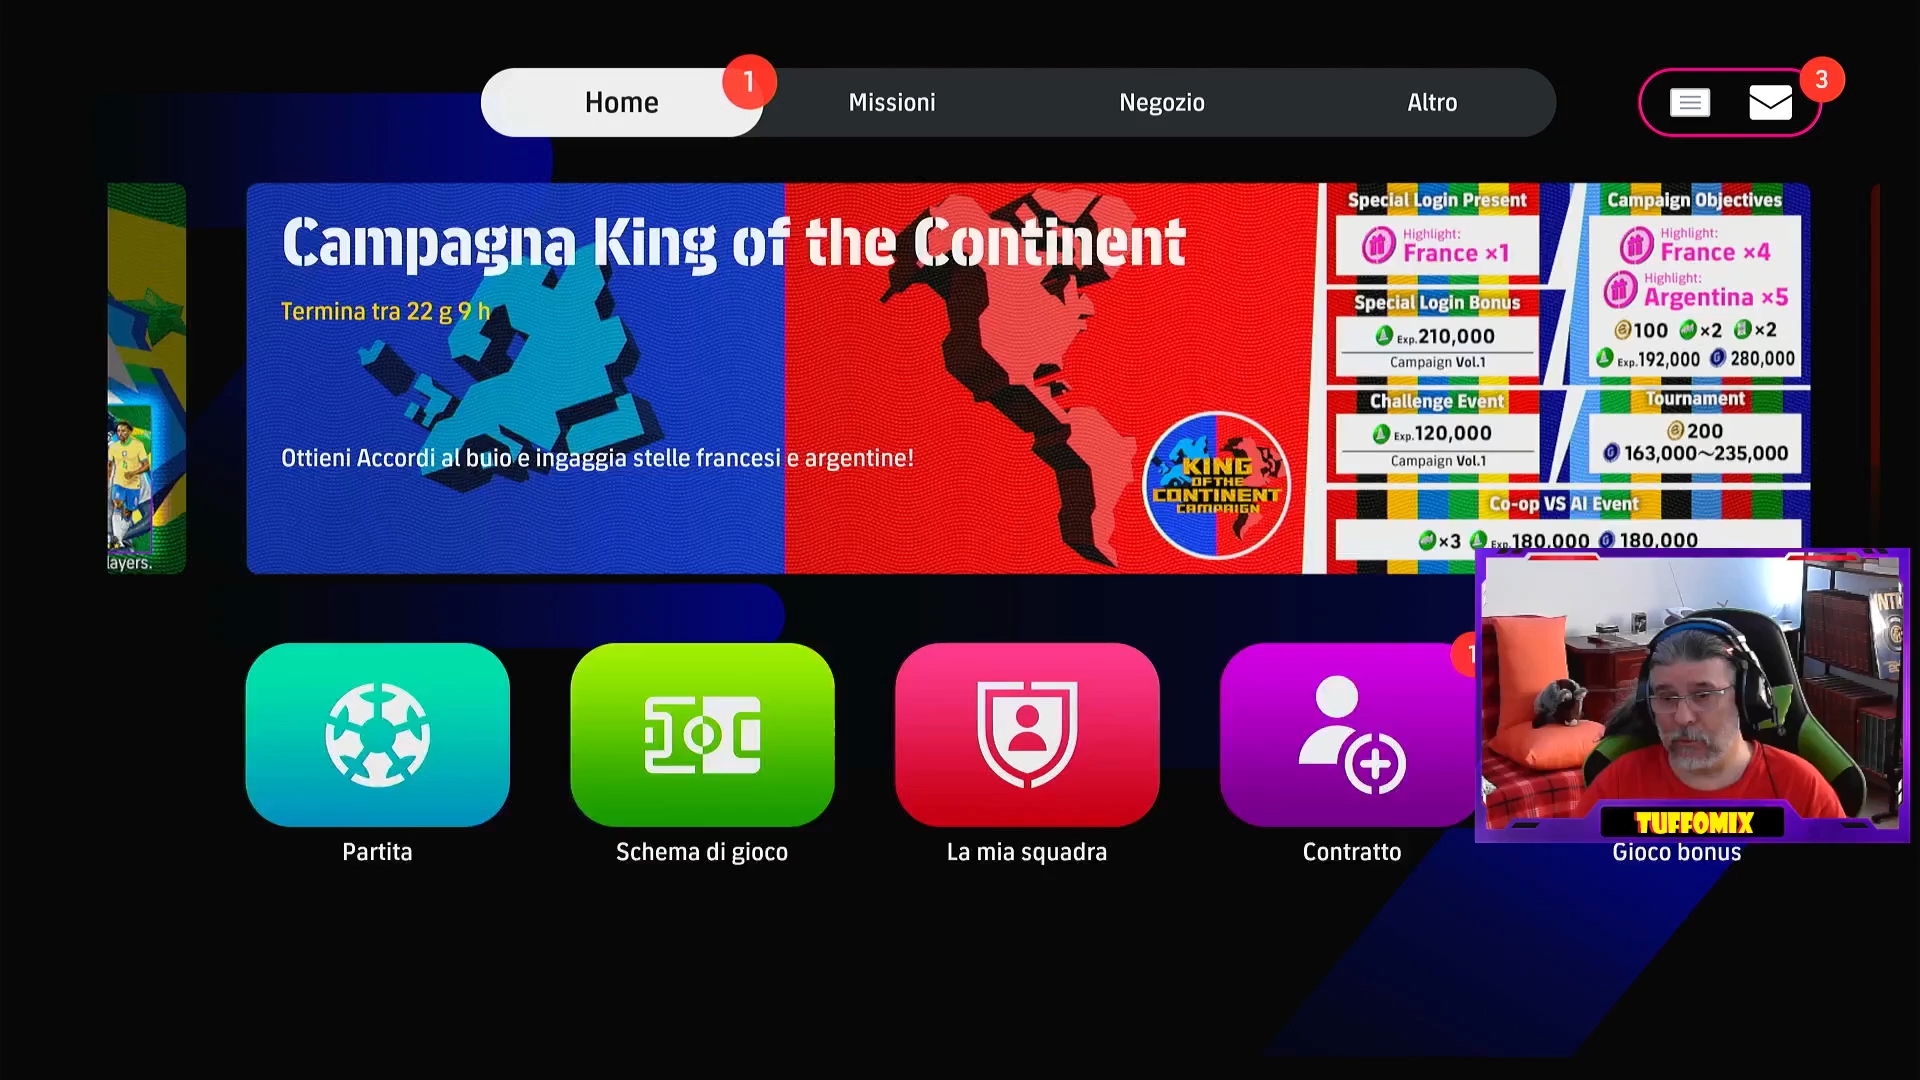 Home
1
Missioni
Negozio
Altro
3
Campagna King of the Continent
Termina tra 22 g 9 h
Ottieni Accordi al buio e ingaggia stelle francesi e argentine!
KING
OF THE
CONTINENT
CAMPAIGN
Special Login Present
Highlight:
France ×1
Special Login Bonus
Exp.210,000
Campaign Vol.1
Challenge Event
Exp.120,000
Campaign Vol.1
Campaign Objectives
Highlight:
France ×4
Highlight:
Argentina ×5
100 ×2 ×2
Exp.192,000 280,000
Tournament
200
163,000~235,000
Co-op VS AI Event
×3 Exp.180,000 180,000
layers.
1
Partita
Schema di gioco
La mia squadra
Contratto
Gioco bonus
TUFFOMIX